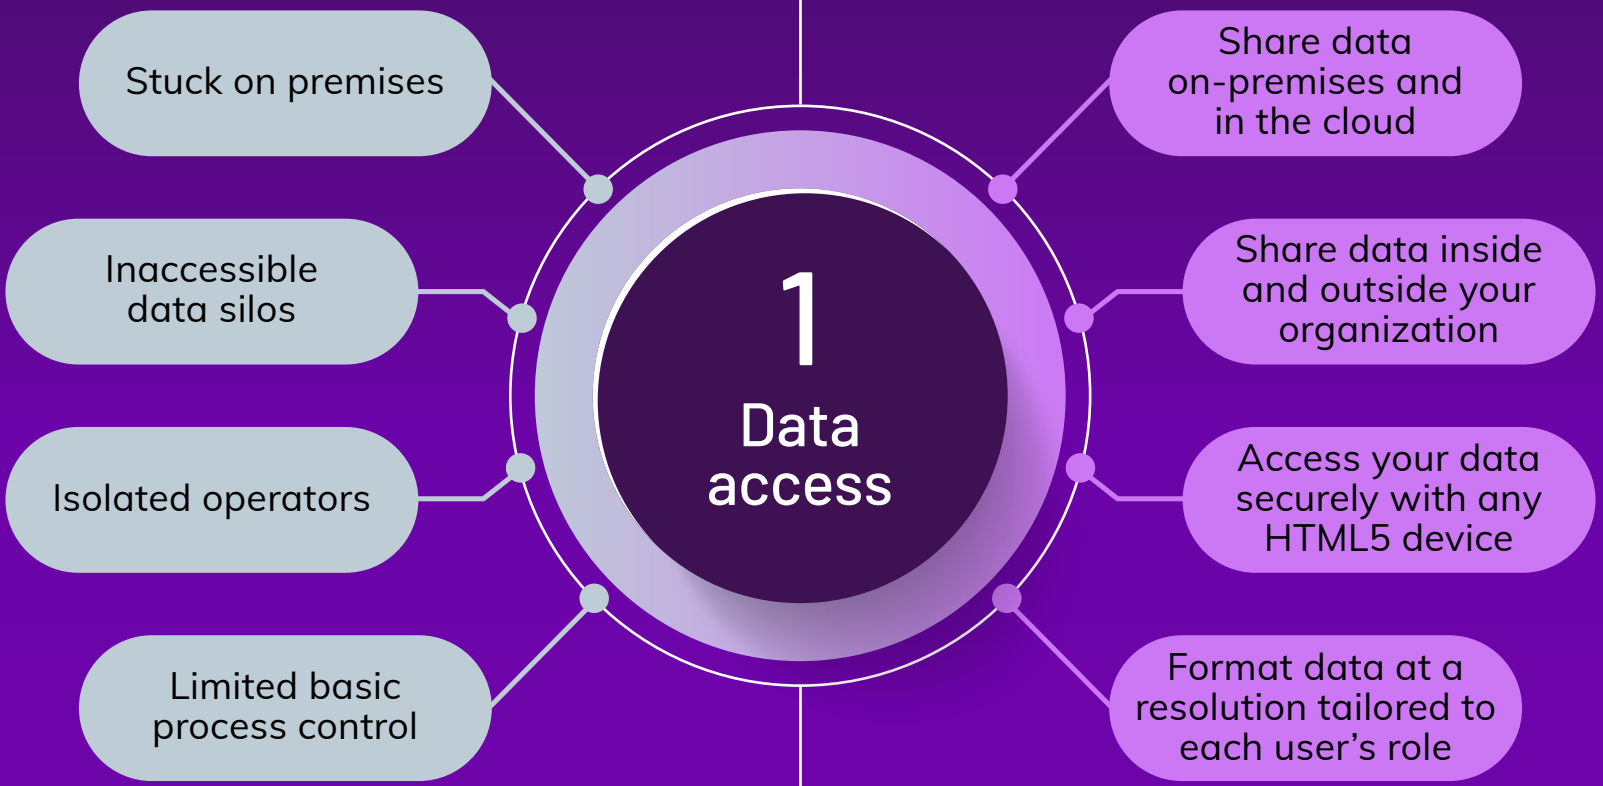 Stuck on premises
Inaccessible
data silos
Isolated operators
Limited basic
process control
1
Data
access
Share data
on-premises and
in the cloud
Share data inside
and outside your
organization
Access your data
securely with any
HTML5 device
Format data at a
resolution tailored to
each user’s role